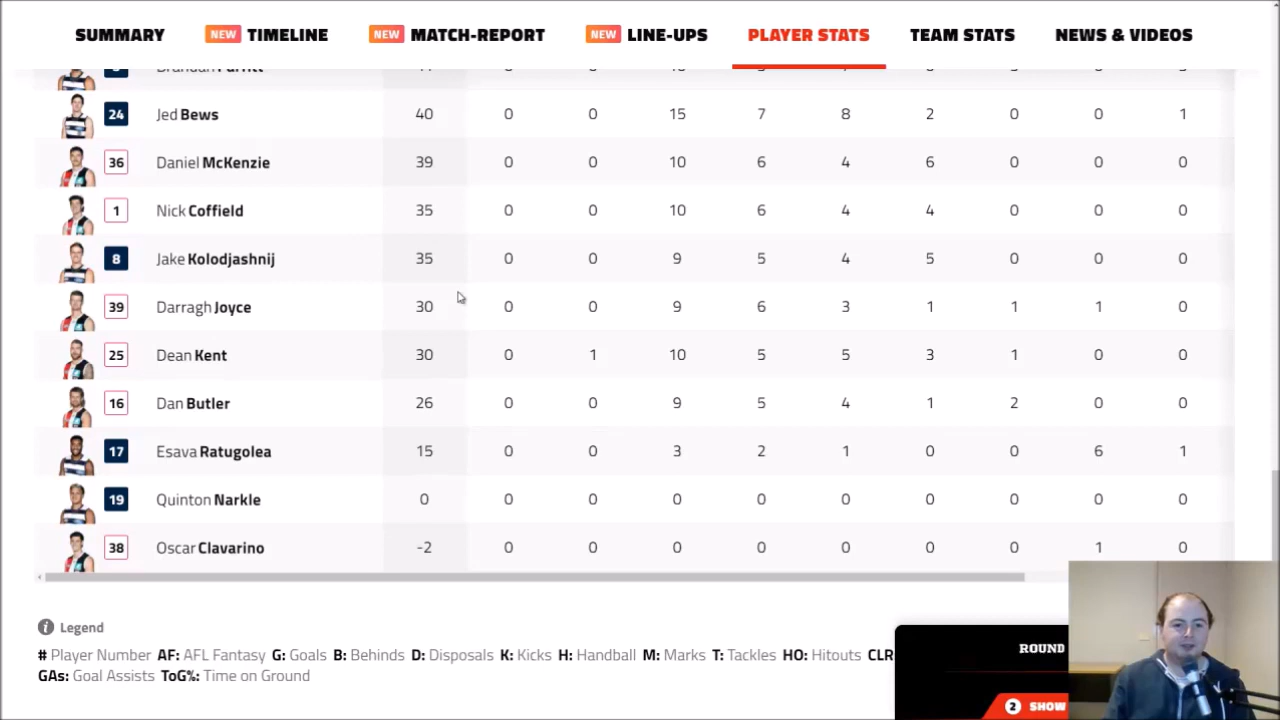 SUMMARY NEW TIMELINE NEW MATCH-REPORT NEW LINE-UPS PLAYER STATS TEAM STATS NEWS & VIDEOS
24 Jed Bews 40 0 0 15 7 8 2 0 0 1
36 Daniel McKenzie 39 0 0 10 6 4 6 0 0 0
1 Nick Coffield 35 0 0 10 6 4 4 0 0 0
8 Jake Kolodjashnij 35 0 0 9 5 4 5 0 0 0
39 Darragh Joyce 30 0 0 9 6 3 1 1 1 0
25 Dean Kent 30 0 1 10 5 5 3 1 0 0
16 Dan Butler 26 0 0 9 5 4 1 2 0 0
17 Esava Ratugolea 15 0 0 3 2 1 0 0 6 1
19 Quinton Narkle 0 0 0 0 0 0 0 0 0 0
38 Oscar Clavarino -2 0 0 0 0 0 0 0 1 0
i Legend
# Player Number AF: AFL Fantasy G: Goals B: Behinds D: Disposals K: Kicks H: Handball M: Marks T: Tackles HO: Hitouts CLR
GAs: Goal Assists ToG%: Time on Ground
ROUND
2 SHOW